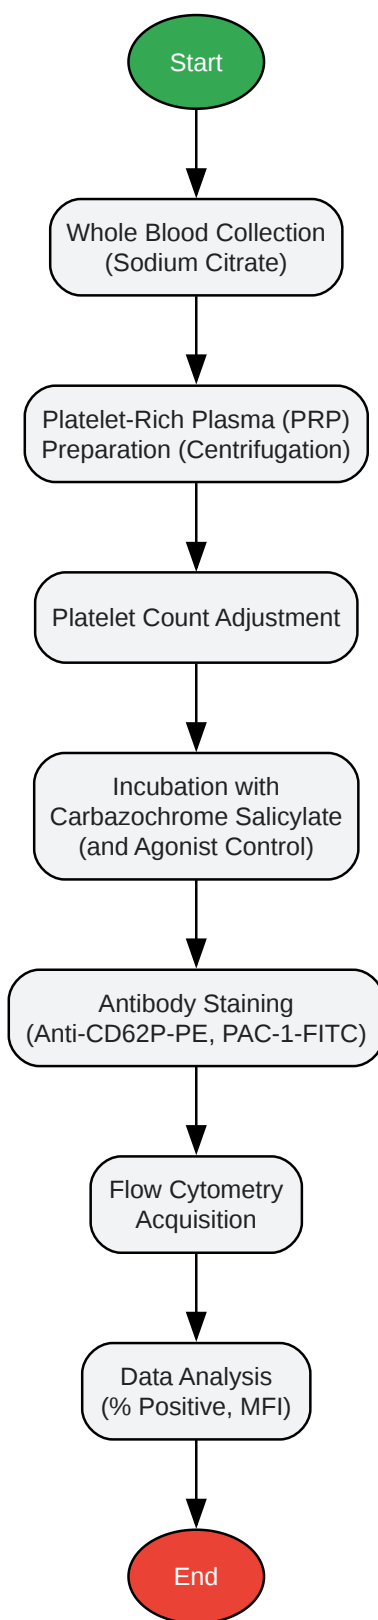 Start
Whole Blood Collection
(Sodium Citrate)
Platelet-Rich Plasma (PRP)
Preparation (Centrifugation)
Platelet Count Adjustment
Incubation with
Carbazochrome Salicylate
(and Agonist Control)
Antibody Staining
(Anti-CD62P-PE, PAC-1-FITC)
Flow Cytometry
Acquisition
Data Analysis
(% Positive, MFI)
End